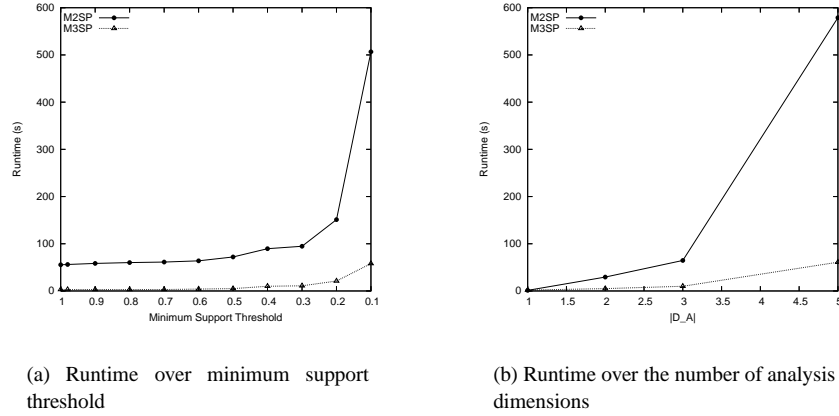 600
500
400
300
200
100
0
M2SP
M3SP
Runtime (s)
1 0.9 0.8 0.7 0.6 0.5 0.4 0.3 0.2 0.1
Minimum Support Threshold
600
500
400
300
200
100
0
M2SP
M3SP
Runtime (s)
1 1.5 2 2.5 3 3.5 4 4.5 5
|D_A|
(a) Runtime over minimum support
threshold
(b) Runtime over the number of analysis
dimensions